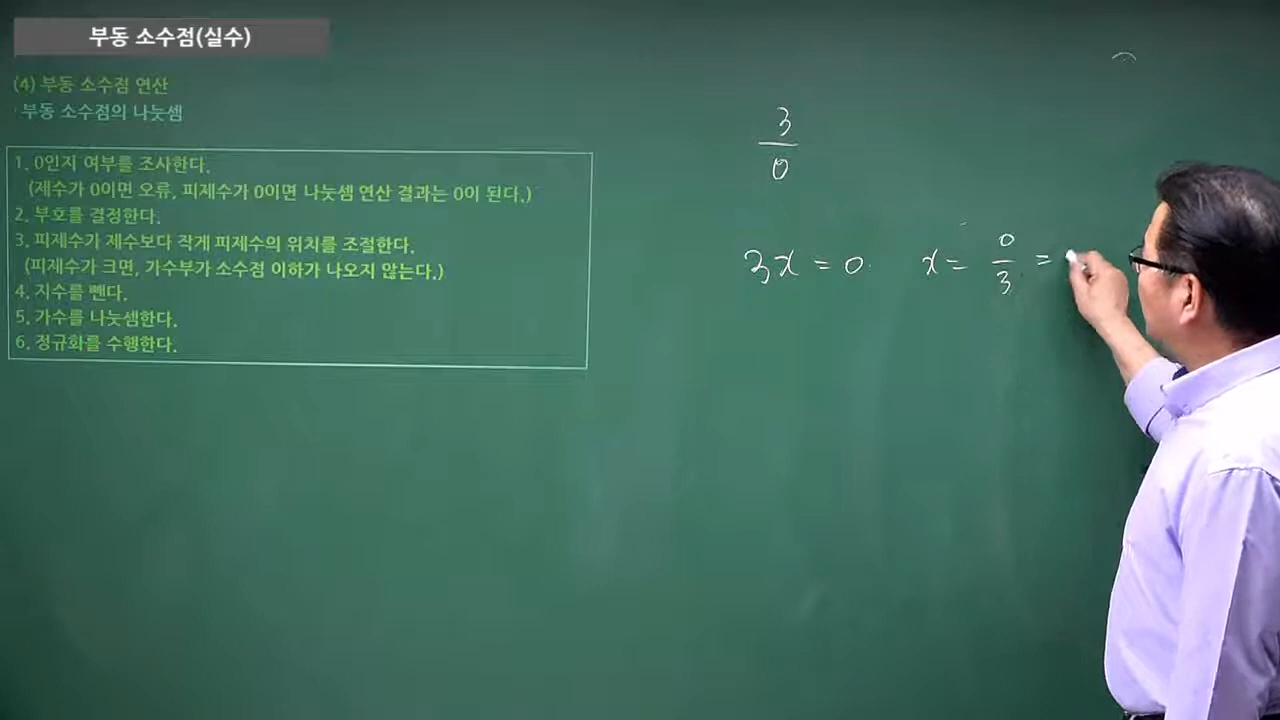 부동 소수점(실수)
(4) 부동 소수점 연산
· 부동 소수점의 나눗셈
1. 0인지 여부를 조사한다.
(제수가 0이면 오류, 피제수가 0이면 나눗셈 연산 결과는 0이 된다.)
2. 부호를 결정한다.
3. 피제수가 제수보다 작게 피제수의 위치를 조절한다.
(피제수가 크면, 가수부가 소수점 이하가 나오지 않는다.)
4. 지수를 뺀다.
5. 가수를 나눗셈한다.
6. 정규화를 수행한다.
3
0
3x = 0. x = 0/3 =